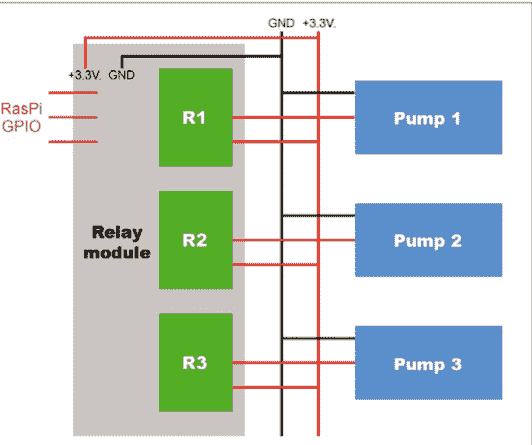 GND +3.3V.
+3.3V. GND
RasPi
GPIO
R1
Pump 1
Relay
module
R2
Pump 2
R3
Pump 3